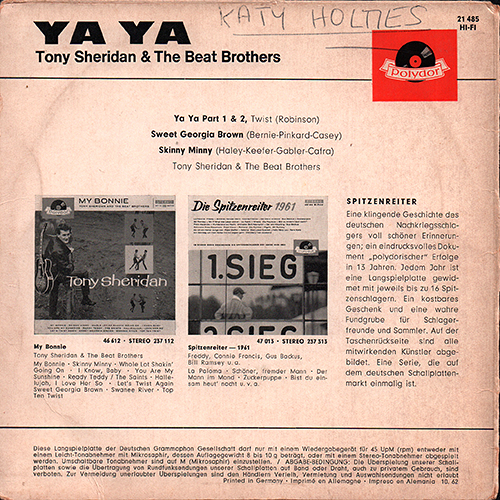 KATY HOLMES
YA YA
Tony Sheridan & The Beat Brothers
21 485
HI-FI
Polydor
Ya Ya Part 1 & 2, Twist (Robinson)
Sweet Georgia Brown (Bernie-Pinkard-Casey)
Skinny Minny (Haley-Keefer-Gabler-Cafra)
Tony Sheridan & The Beat Brothers
MY BONNIE
TONY SHERIDAN AND THE BEAT BROTHERS
Tony Sheridan
46 612 · STEREO 237 112
My Bonnie
Tony Sheridan & The Beat Brothers
My Bonnie · Skinny Minny · Whole Lot Shakin'
Going On · I Know, Baby · You Are My
Sunshine · Ready Teddy / The Saints · Halle-
lujah, I Love Her So · Let's Twist Again
Sweet Georgia Brown · Swanee River · Top
Ten Twist
Die Spitzenreiter 1961
1. SIEG
47 015 · STEREO 237 513
Spitzenreiter — 1961
Freddy, Connie Francis, Gus Backus,
Bill Ramsey u. a.
La Paloma · Schöner, fremder Mann · Der
Mann im Mond · Zuckerpuppe · Bist du ein-
sam heut' nacht u. v. a.
SPITZENREITER
Eine klingende Geschichte des
deutschen Nachkriegsschla-
gers voll schöner Erinnerun-
gen; ein eindrucksvolles Doku-
ment „polydorischer" Erfolge
in 13 Jahren. Jedem Jahr ist
eine Langspielplatte gewid-
met mit jeweils bis zu 16 Spit-
zenschlagern. Ein kostbares
Geschenk und eine wahre
Fundgrube für Schlager-
freunde und Sammler. Auf der
Taschenrückseite sind alle
mitwirkenden Künstler abge-
bildet. Eine Serie, die auf
dem deutschen Schallplatten-
markt einmalig ist.
Diese Langspielplatte der Deutschen Grammophon Gesellschaft darf nur mit einem Wiedergabegerät für 45 UpM (rpm) entweder mit
einem Leicht-Tonabnehmer mit Mikrosaphir, dessen Auflagegewicht 8 bis 10 g beträgt, oder mit einem Stereo-Tonabnehmer abgespielt
werden. Umschaltbare Tonabnehmer sind auf M (Mikrosaphir) einzustellen. / ABGABE-BEDINGUNG: Die Überspielung unserer Schall-
platten sowie die Übertragung von Rundfunksendungen unserer Schallplatten auf Band oder Draht, auch zu privatem Gebrauch, sind
verboten. Zur Vermeidung unerlaubter Überspielungen sind den Händlern Verleih, Vermietung und Auswahlsendungen nicht erlaubt
Printed in Germany · Imprimé en Allemagne · Impreso en Alemania 10. 62